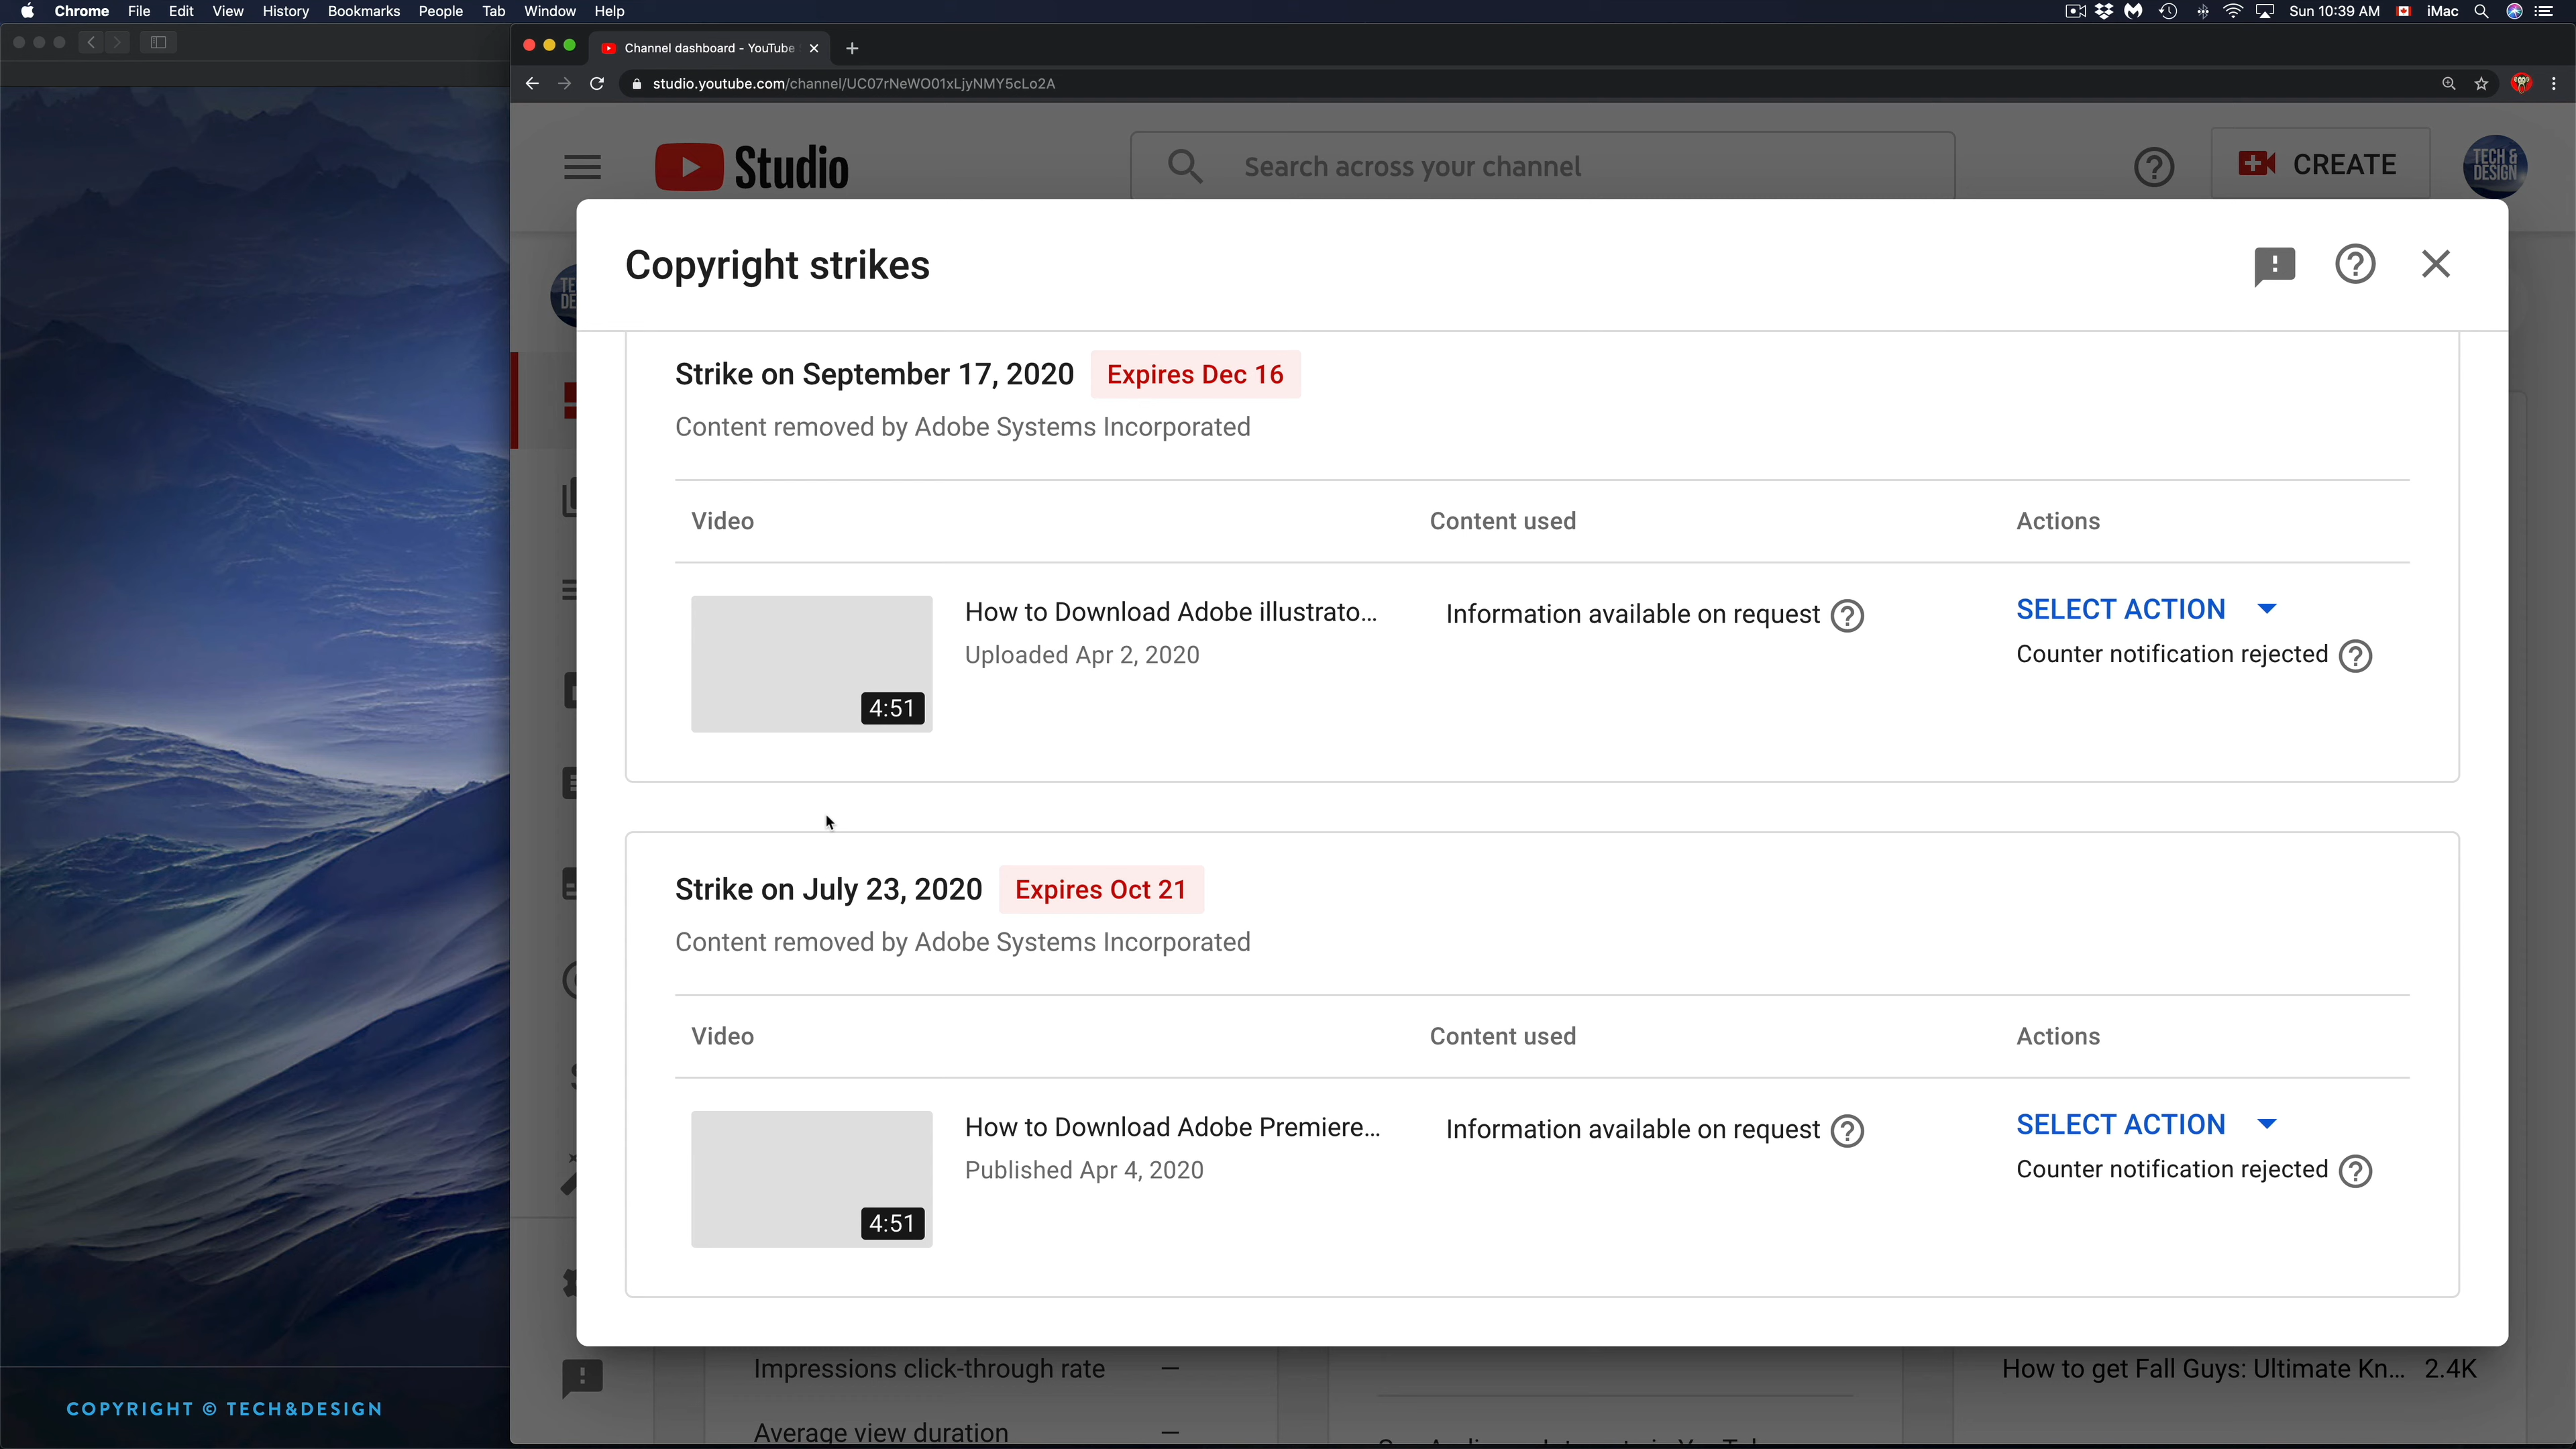 Chrome File Edit View History Bookmarks People Tab Window Help Sun 10:39 AM iMac
Channel dashboard - YouTube
studio.youtube.com/channel/UC07rNeWO01xLjyNMY5cLo2A
Studio
Search across your channel
CREATE
TECH &
DESIGN
Copyright strikes
Strike on September 17, 2020 Expires Dec 16
Content removed by Adobe Systems Incorporated
Video Content used Actions
How to Download Adobe illustrato... Information available on request SELECT ACTION
Uploaded Apr 2, 2020 Counter notification rejected
4:51
Strike on July 23, 2020 Expires Oct 21
Content removed by Adobe Systems Incorporated
Video Content used Actions
How to Download Adobe Premiere... Information available on request SELECT ACTION
Published Apr 4, 2020 Counter notification rejected
4:51
Impressions click-through rate —
How to get Fall Guys: Ultimate Kn... 2.4K
Average view duration —
COPYRIGHT © TECH&DESIGN